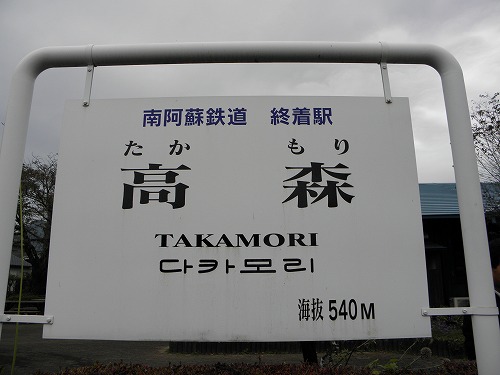 南阿蘇鉄道　終着駅
たか　もり
高　森
TAKAMORI
다카모리
海抜 540M